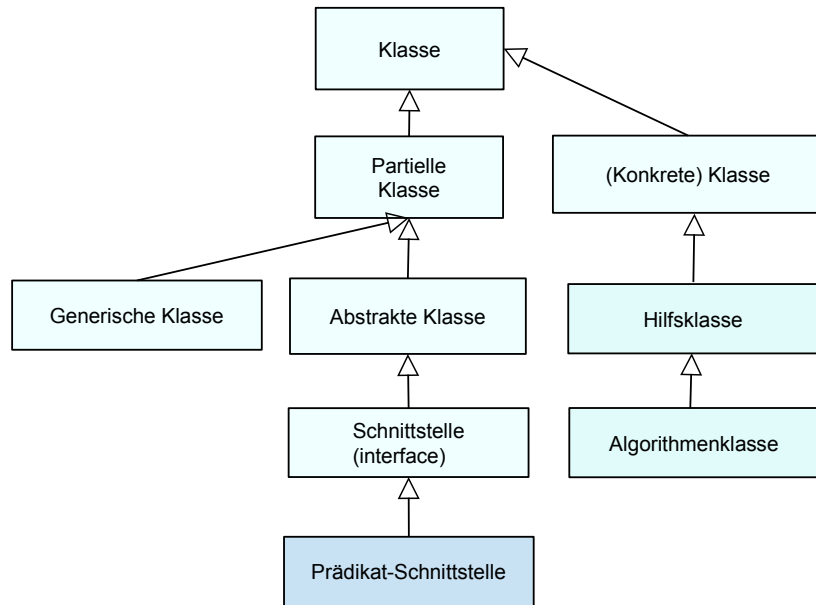 Klasse
Partielle
Klasse
(Konkrete) Klasse
Generische Klasse
Abstrakte Klasse
Hilfsklasse
Schnittstelle
(interface)
Algorithmenklasse
Prädikat-Schnittstelle